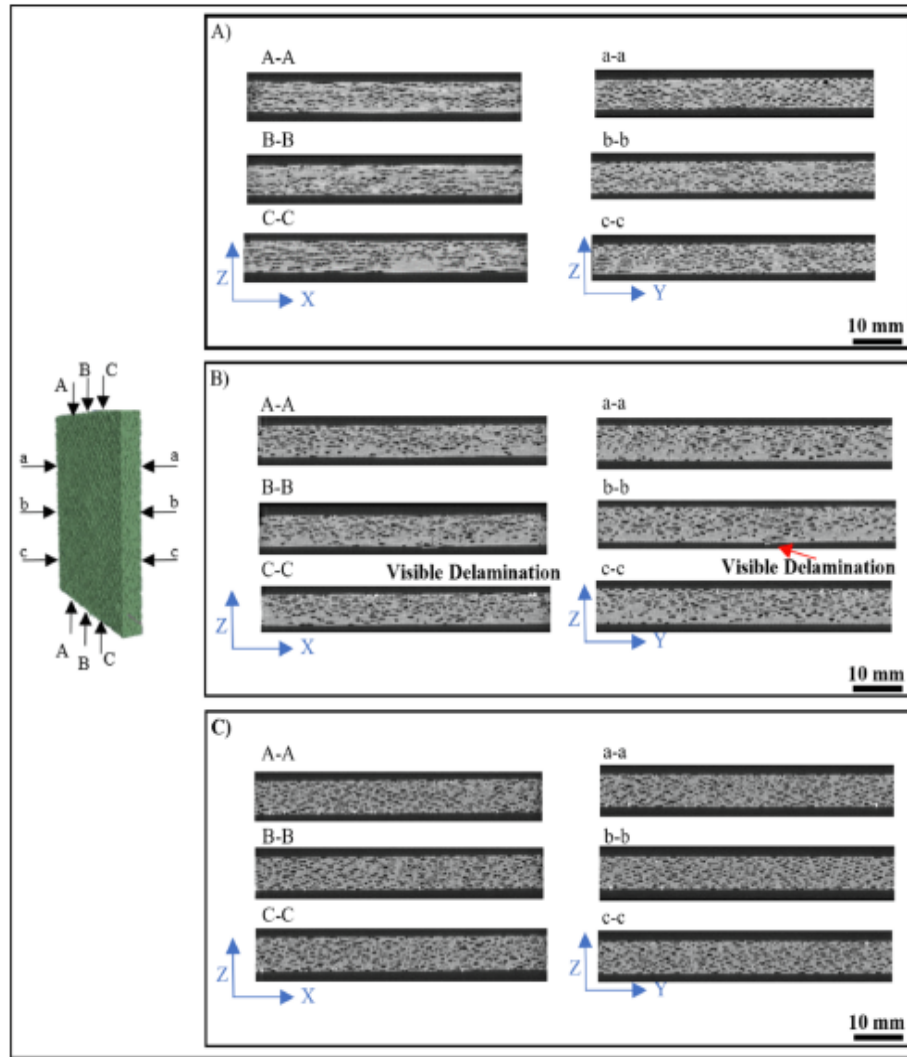 A)
A-A
a-a
B-B
b-b
C-C
c-c
Z
X
Z
Y
10 mm
A
B
C
a
a
b
b
c
c
A
B
C
B)
A-A
a-a
B-B
b-b
C-C
Visible Delamination
c-c
Visible Delamination
Z
X
Z
Y
10 mm
C)
A-A
a-a
B-B
b-b
C-C
c-c
Z
X
Z
Y
10 mm